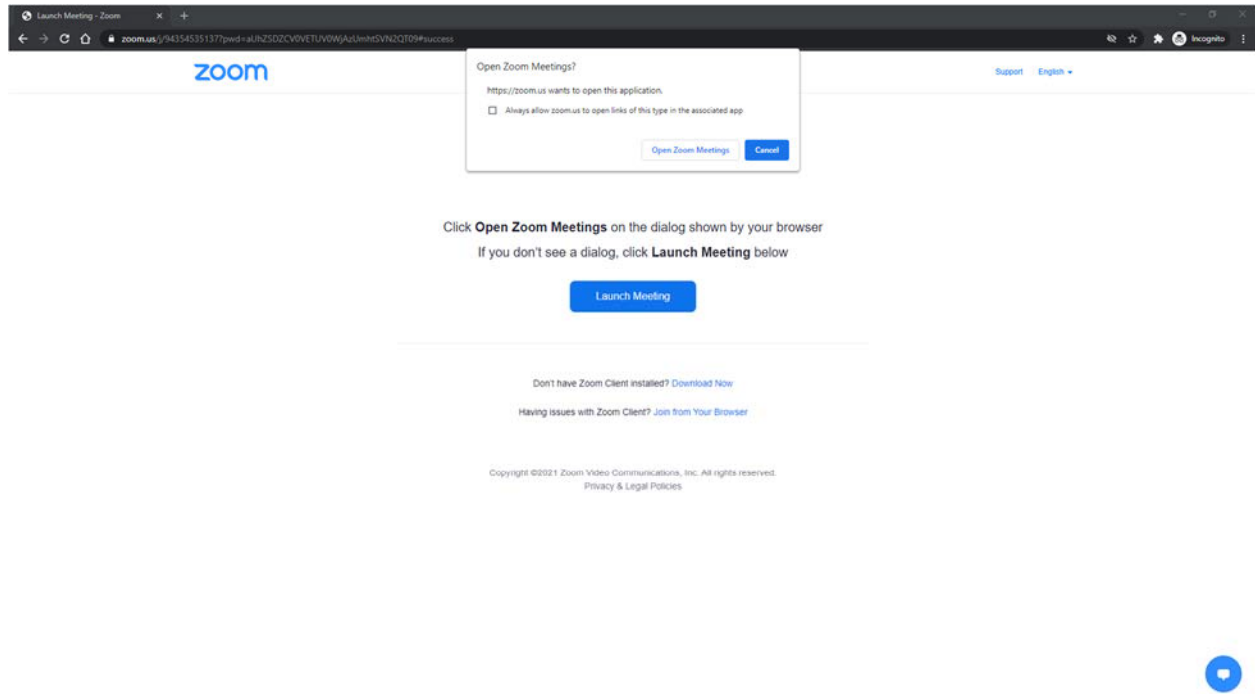 Launch Meeting - Zoom
zoom.us/j/94354535137?pwd=aUhZSDZCV0VETUV0WjAzUmhtSVN2QT09#success
Incognito
zoom
Support English
Open Zoom Meetings?
https://zoom.us wants to open this application.
Always allow zoom.us to open links of this type in the associated app
Open Zoom Meetings Cancel
Click Open Zoom Meetings on the dialog shown by your browser
If you don't see a dialog, click Launch Meeting below
Launch Meeting
Don't have Zoom Client installed? Download Now
Having issues with Zoom Client? Join from Your Browser
Copyright ©2021 Zoom Video Communications, Inc. All rights reserved.
Privacy & Legal Policies